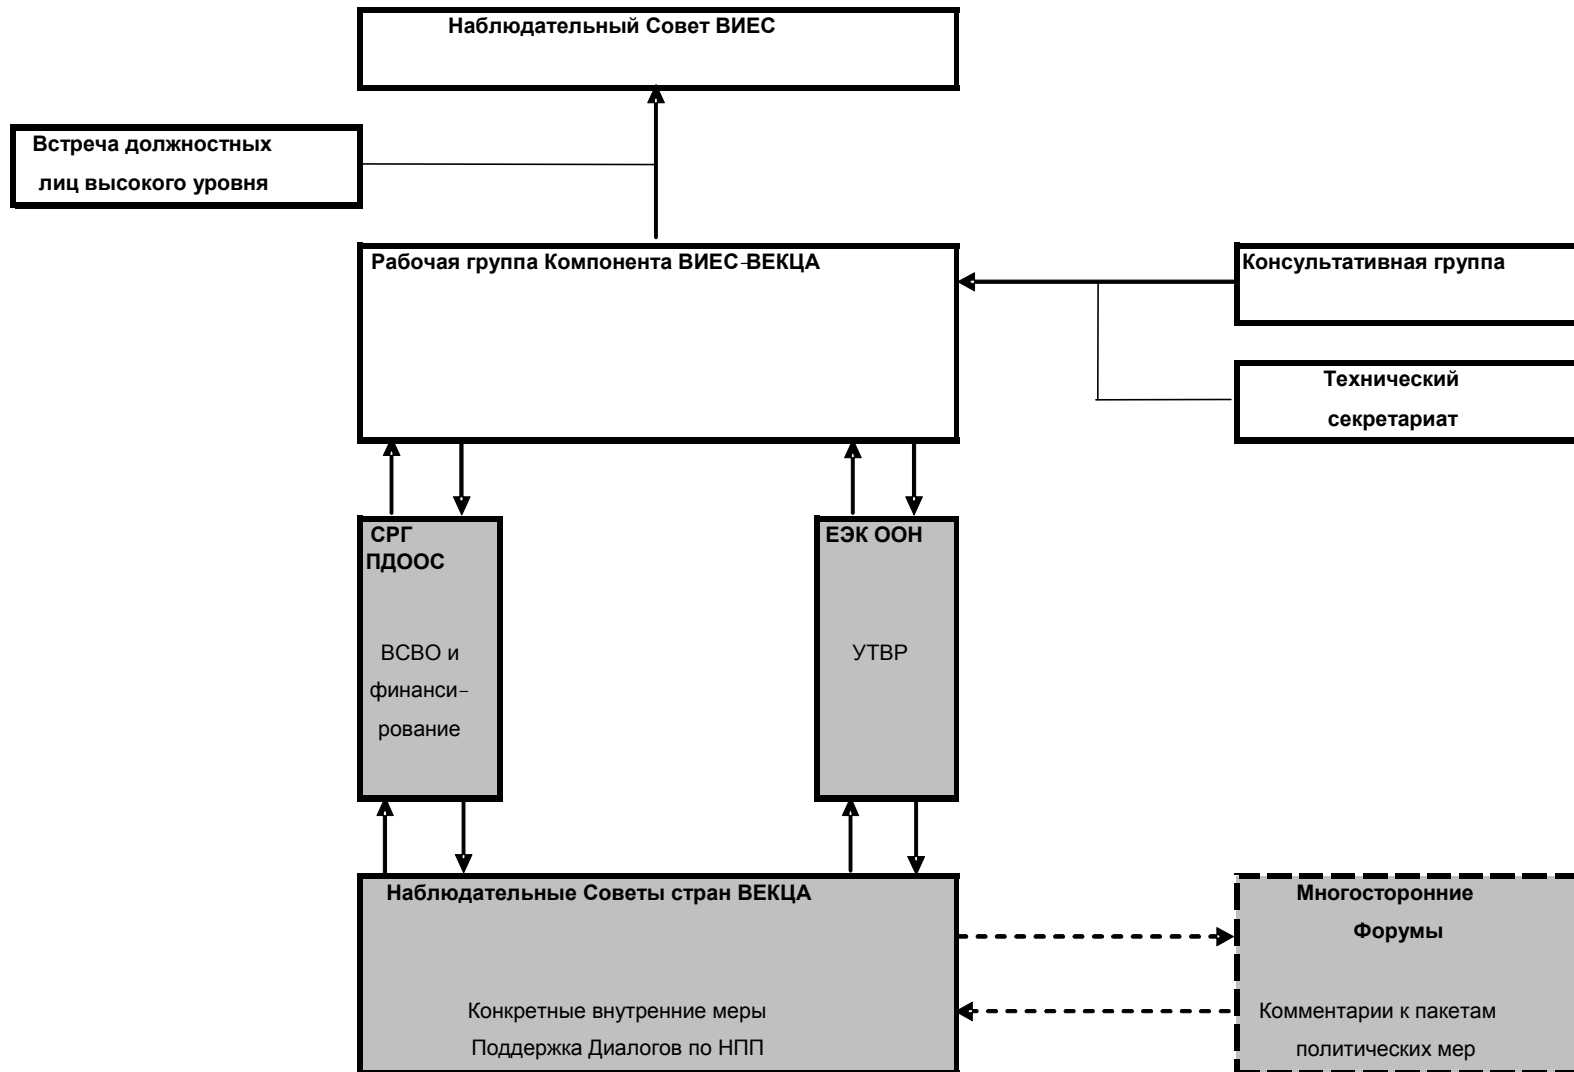 Наблюдательный Совет ВИЕС
Встреча должностных
лиц высокого уровня
Рабочая группа Компонента ВИЕС-ВЕКЦА
Консультативная группа
Технический
секретариат
СРГ
ПДООС
ВСВО и
финанси-
рование
ЕЭК ООН
УТВР
Наблюдательные Советы стран ВЕКЦА
Конкретные внутренние меры
Поддержка Диалогов по НПП
Многосторонние
Форумы
Комментарии к пакетам
политических мер